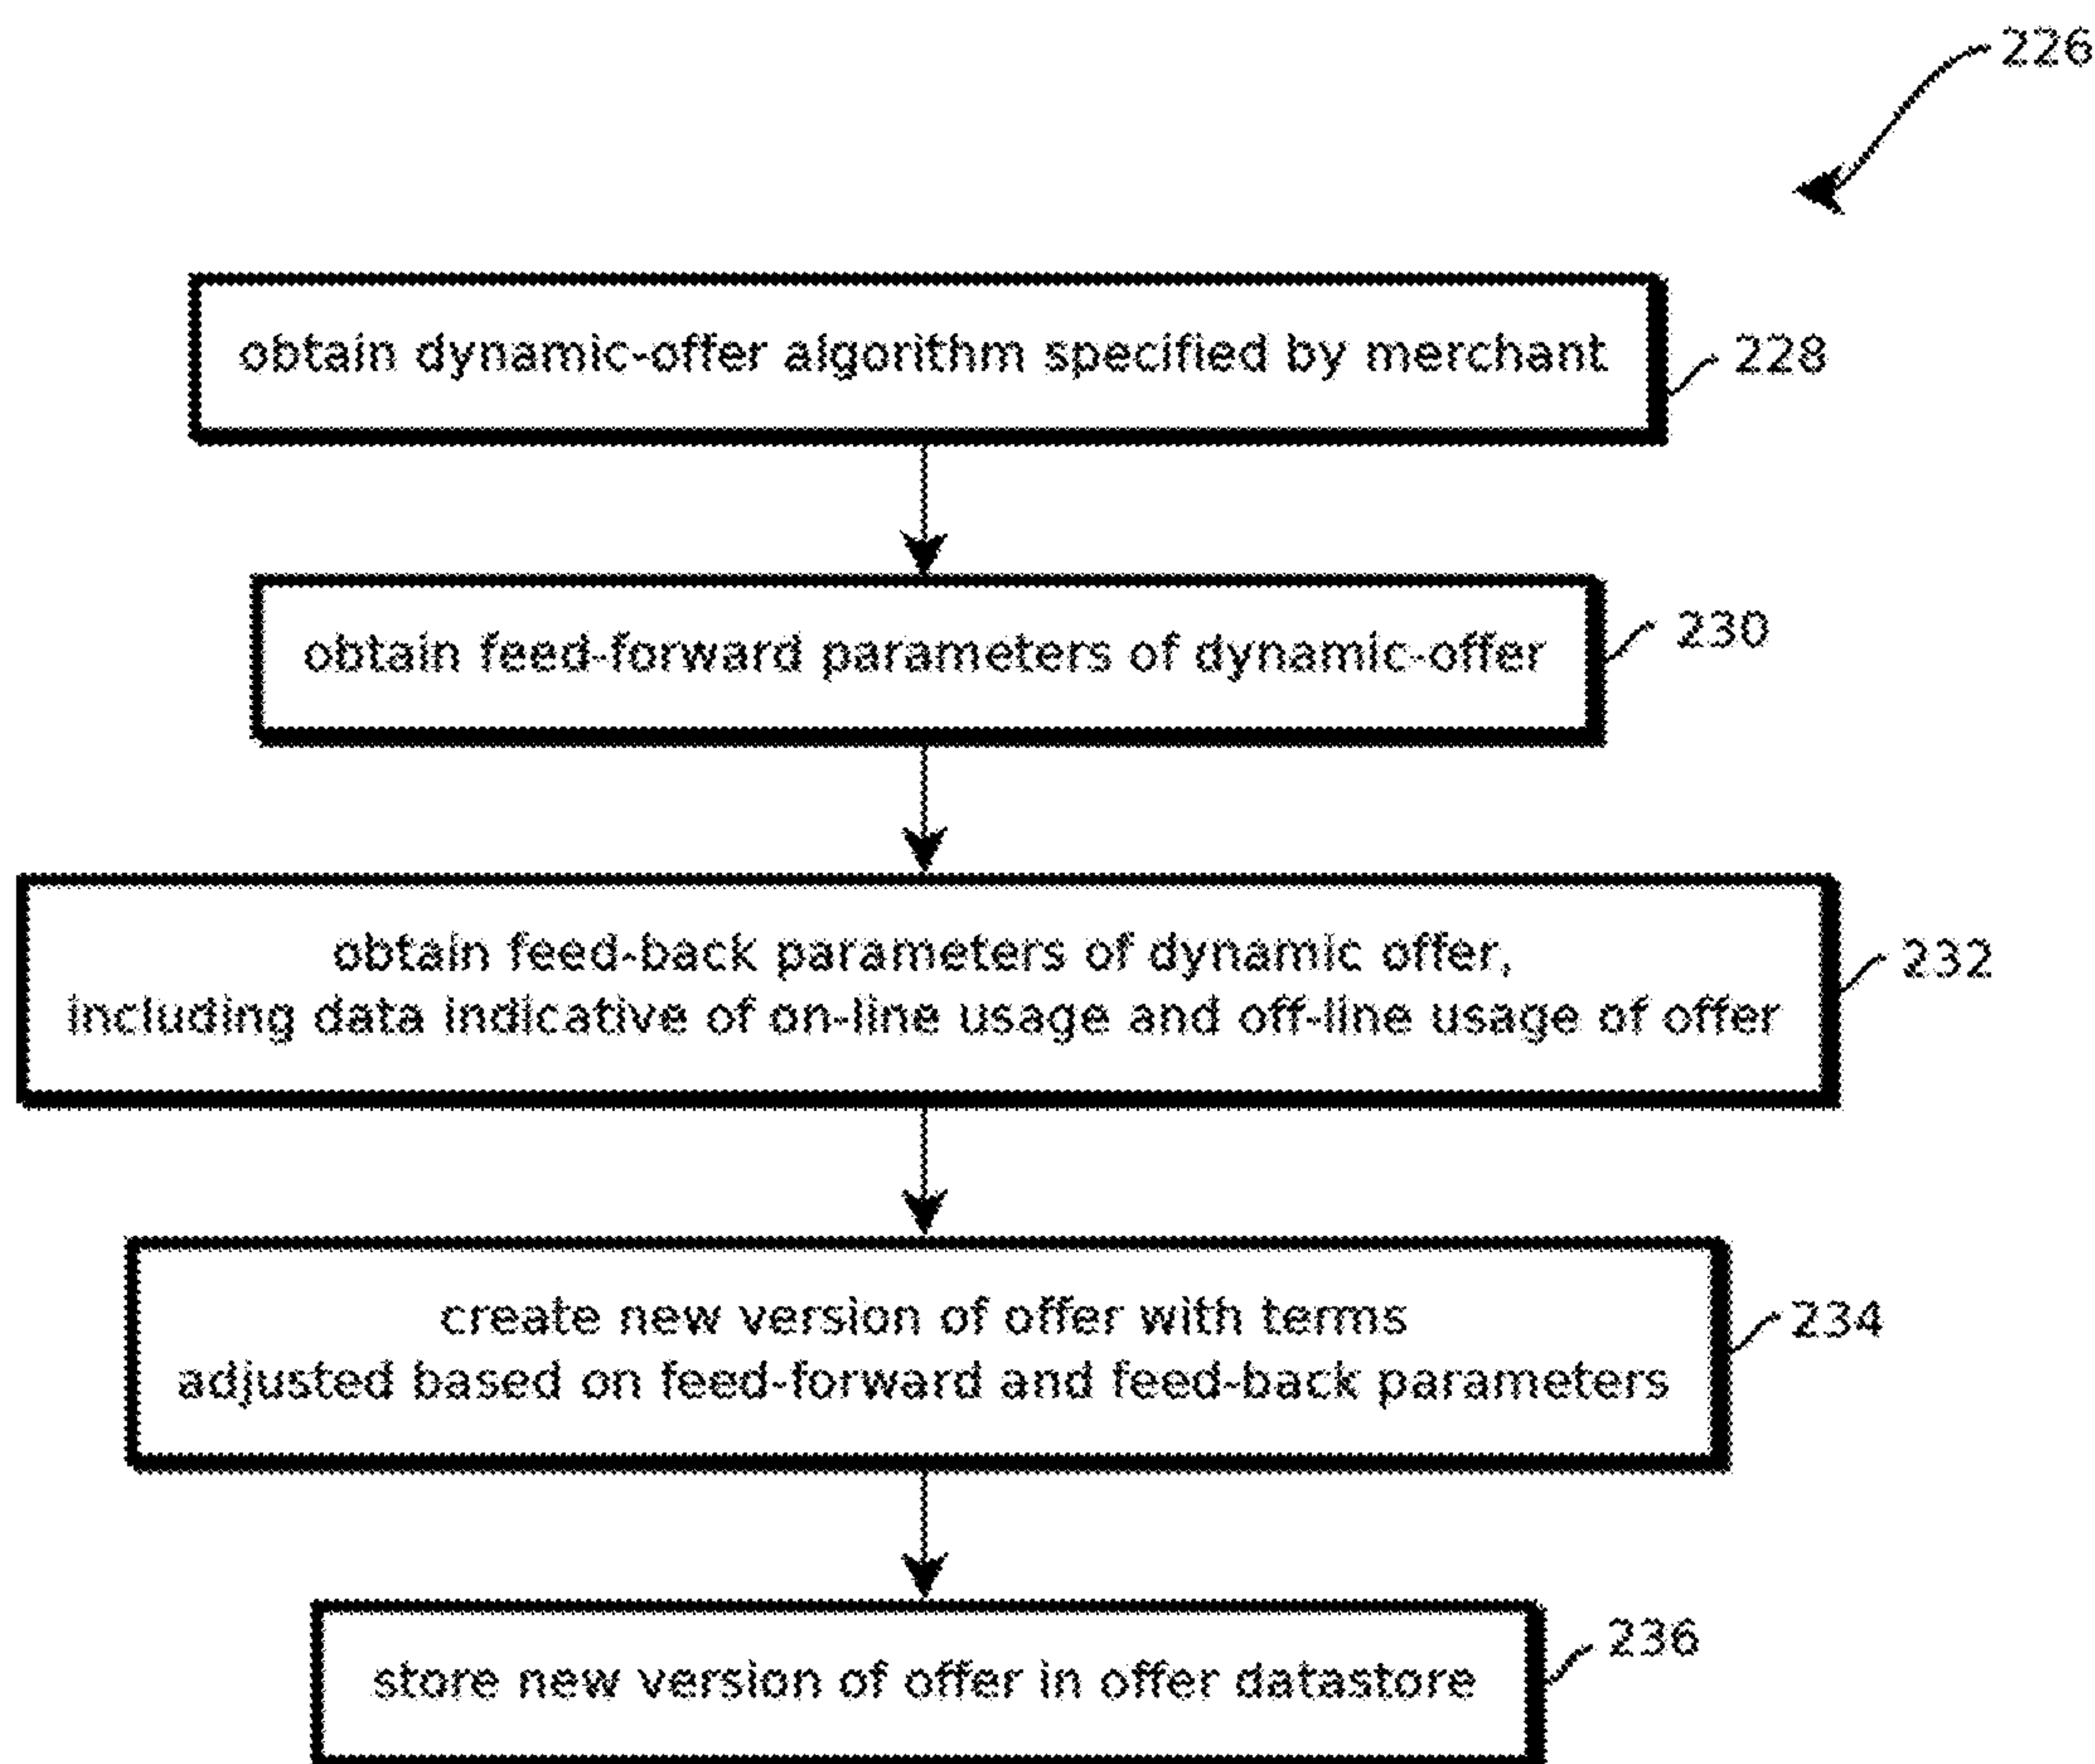 226
obtain dynamic-offer algorithm specified by merchant
228
obtain feed-forward parameters of dynamic-offer
230
obtain feed-back parameters of dynamic offer,
including data indicative of on-line usage and off-line usage of offer
232
create new version of offer with terms
adjusted based on feed-forward and feed-back parameters
234
store new version of offer in offer datastore
236